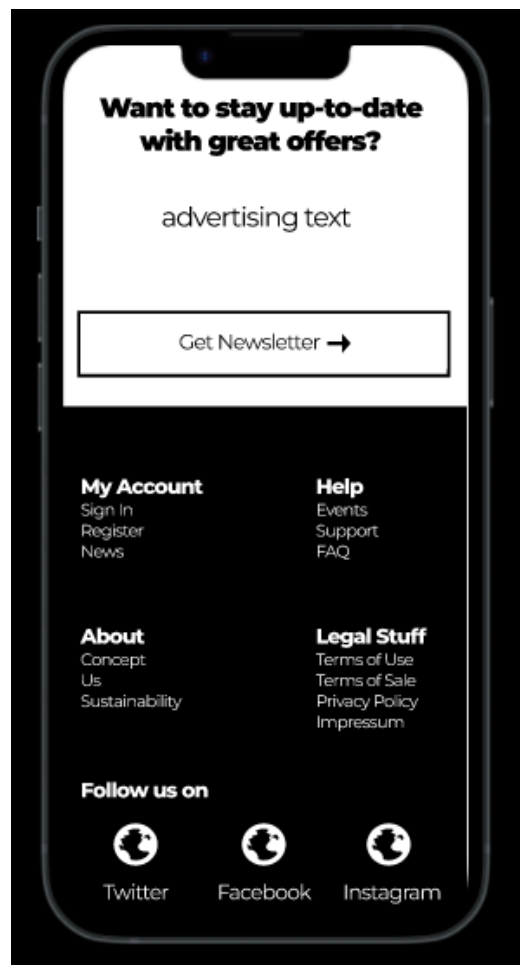 Want to stay up-to-date
with great offers?
advertising text
Get Newsletter →
My Account
Sign In
Register
News
Help
Events
Support
FAQ
About
Concept
Us
Sustainability
Legal Stuff
Terms of Use
Terms of Sale
Privacy Policy
Impressum
Follow us on
Twitter
Facebook
Instagram